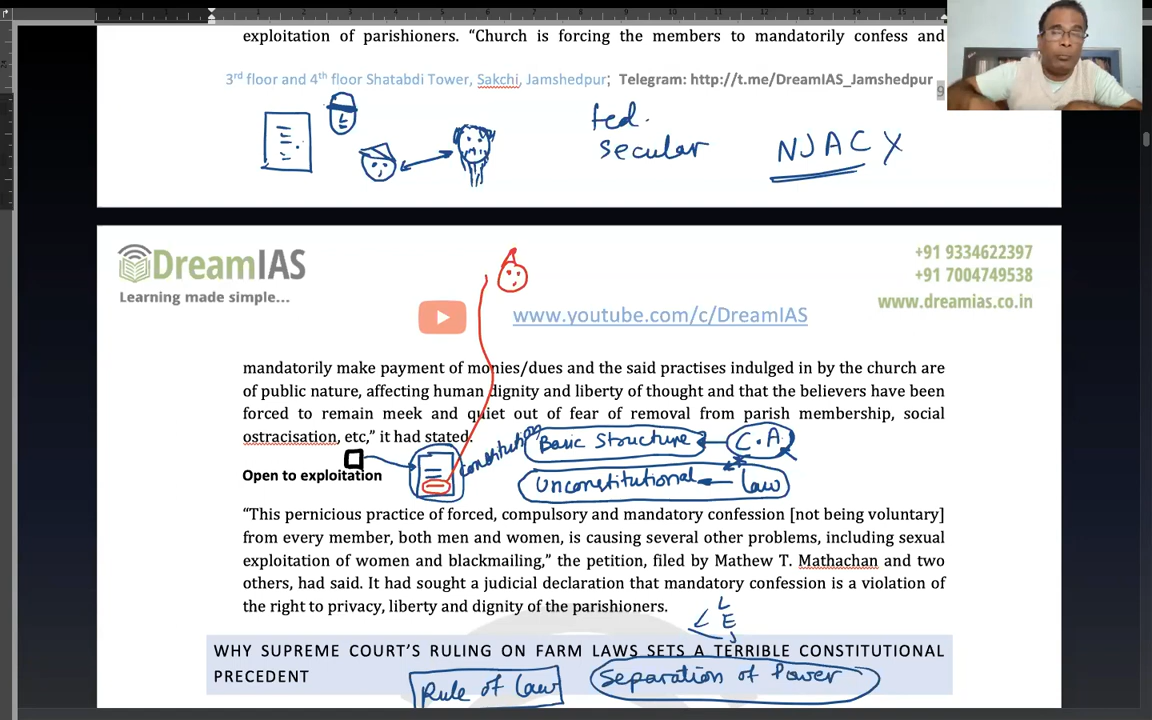 exploitation of parishioners. “Church is forcing the members to mandatorily confess and
3rd floor and 4th floor Shatabdi Tower, Sakchi, Jamshedpur; Telegram: http://t.me/DreamIAS_Jamshedpur
9
fed.
secular
NJAC X
DreamIAS
Learning made simple...
+91 9334622397
+91 7004749538
www.dreamias.co.in
www.youtube.com/c/DreamIAS
mandatorily make payment of monies/dues and the said practises indulged in by the church are
of public nature, affecting human dignity and liberty of thought and that the believers have been
forced to remain meek and quiet out of fear of removal from parish membership, social
ostracisation, etc,” it had stated.
constitution
Basic Structure
C.A
Open to exploitation
Unconstitutional
law
“This pernicious practice of forced, compulsory and mandatory confession [not being voluntary]
from every member, both men and women, is causing several other problems, including sexual
exploitation of women and blackmailing,” the petition, filed by Mathew T. Mathachan and two
others, had said. It had sought a judicial declaration that mandatory confession is a violation of
the right to privacy, liberty and dignity of the parishioners.
L
E
J
WHY SUPREME COURT’S RULING ON FARM LAWS SETS A TERRIBLE CONSTITUTIONAL
PRECEDENT
Rule of law
Separation of Power